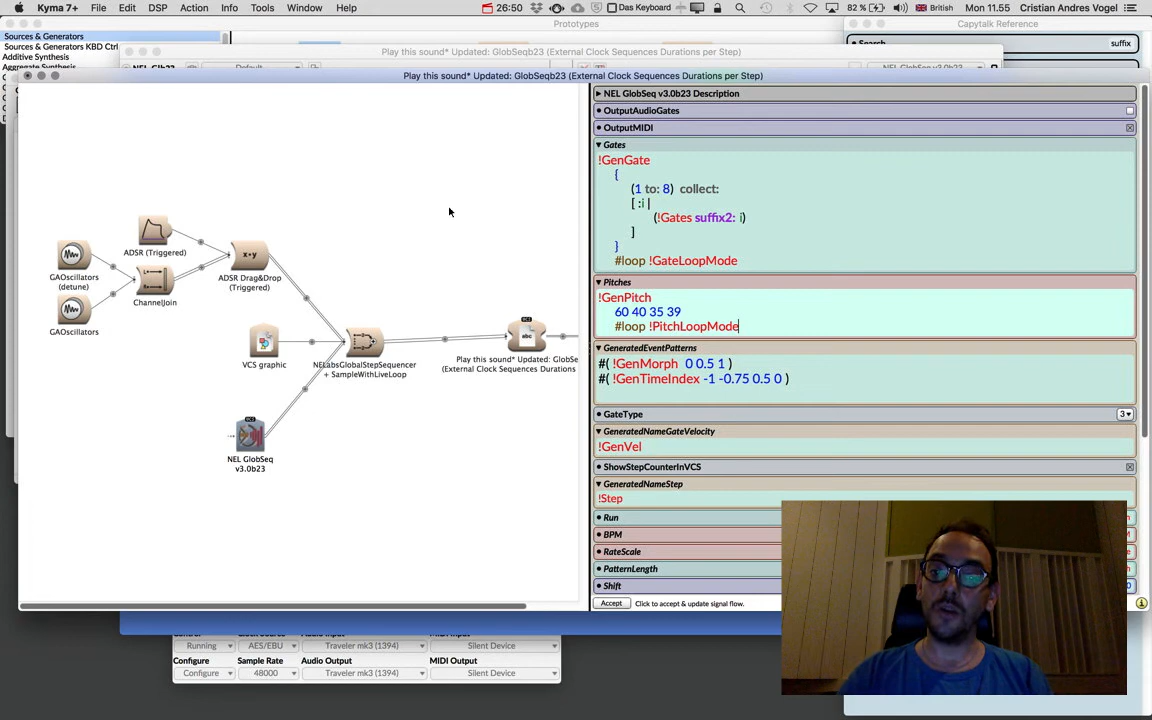 Kyma 7+ File Edit DSP Action Info Tools Window Help 26:50 Das Keyboard 82 % British Mon 11.55 Cristian Andres Vogel
Prototypes
Capytalk Reference
Sources & Generators
Sources & Generators KBD Ctrl
Additive Synthesis
Search suffix
Play this sound* Updated: GlobSeqb23 (External Clock Sequences Durations per Step)
Default
Play this sound* Updated: GlobSeqb23 (External Clock Sequences Durations per Step)
ADSR (Triggered)
GAOscillators
(detune)
ChannelJoin
GAOscillators
x•y
ADSR Drag&Drop
(Triggered)
VCS graphic
NELabsGlobalStepSequencer
+ SampleWithLiveLoop
abc
Play this sound* Updated: GlobSe
(External Clock Sequences Durations
NEL GlobSeq
v3.0b23
NEL GlobSeq v3.0b23 Description
OutputAudioGates
OutputMIDI
Gates
!GenGate
{
(1 to: 8) collect:
[ :i |
(!Gates suffix2: i)
]
}
#loop !GateLoopMode
Pitches
!GenPitch
60 40 35 39
#loop !PitchLoopMode
GeneratedEventPatterns
#( !GenMorph 0 0.5 1 )
#( !GenTimeIndex -1 -0.75 0.5 0 )
GateType 3
GeneratedNameGateVelocity
!GenVel
ShowStepCounterInVCS
GeneratedNameStep
!Step
Run
BPM
RateScale
PatternLength
Shift
Accept Click to accept & update signal flow.
Running AES/EBU Traveler mk3 (1394) Silent Device
Configure Sample Rate Audio Output MIDI Output
Configure 48000 Traveler mk3 (1394) Silent Device